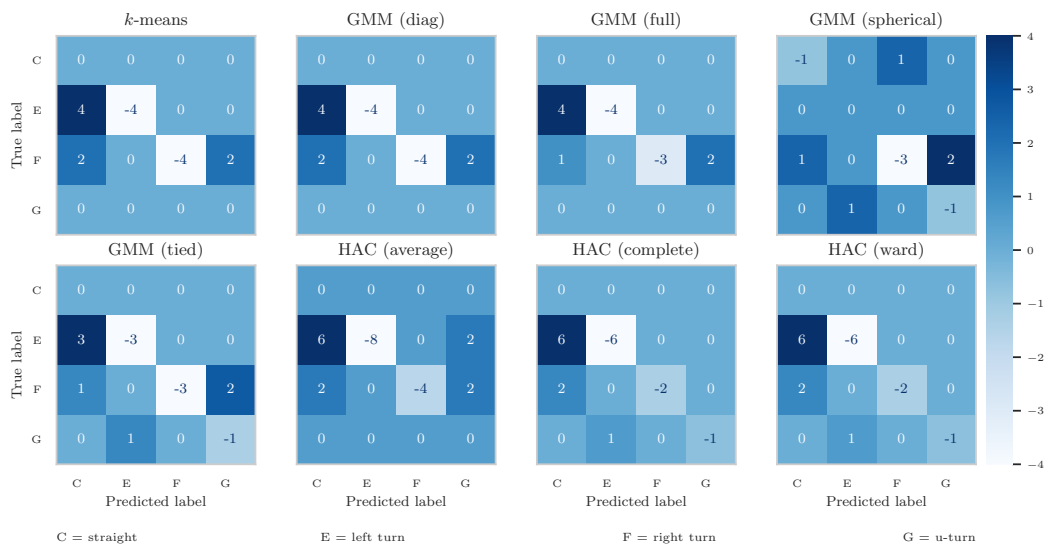 k-means GMM (diag) GMM (full) GMM (spherical)
True label
C 0 0 0 0 0 0 0 0 0 0 0 0 -1 0 1 0
E 4 -4 0 0 4 -4 0 0 4 -4 0 0 0 0 0 0
F 2 0 -4 2 2 0 -4 2 1 0 -3 2 1 0 -3 2
G 0 0 0 0 0 0 0 0 0 0 0 0 0 1 0 -1
GMM (tied) HAC (average) HAC (complete) HAC (ward)
True label
C 0 0 0 0 0 0 0 0 0 0 0 0 0 0 0 0
E 3 -3 0 0 6 -8 0 2 6 -6 0 0 6 -6 0 0
F 1 0 -3 2 2 0 -4 2 2 0 -2 0 2 0 -2 0
G 0 1 0 -1 0 0 0 0 0 1 0 -1 0 1 0 -1
C E F G C E F G C E F G C E F G
Predicted label Predicted label Predicted label Predicted label
4
3
2
1
0
−1
−2
−3
−4
C = straight E = left turn F = right turn G = u-turn